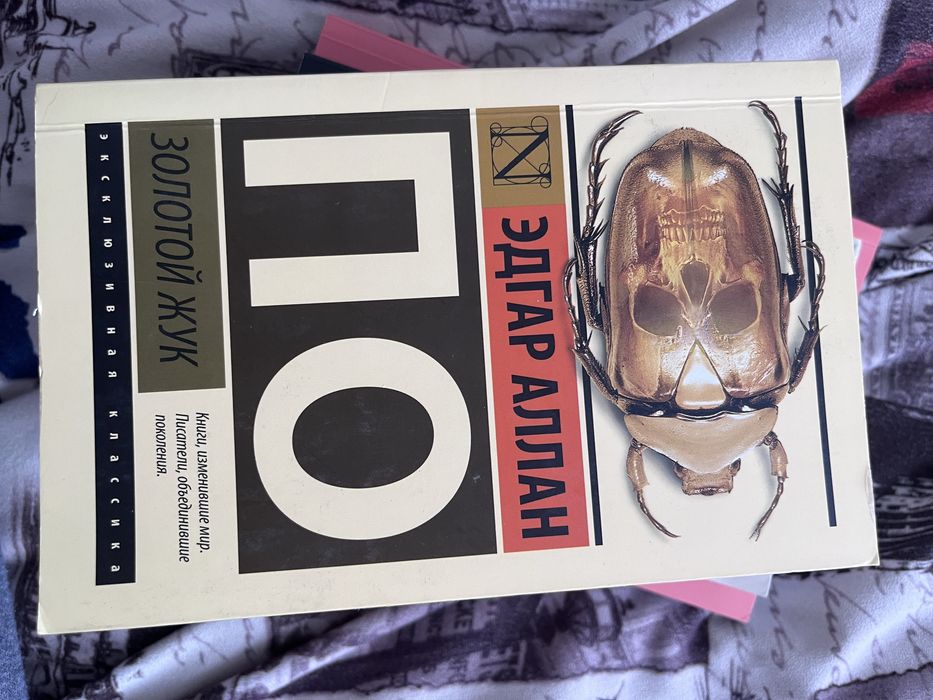 ЭДГАР АЛЛАН
ПО
ЗОЛОТОЙ ЖУК
Книги, изменившие мир.
Писатели, объединившие
поколения.
ЭКСКЛЮЗИВНАЯ КЛАССИКА